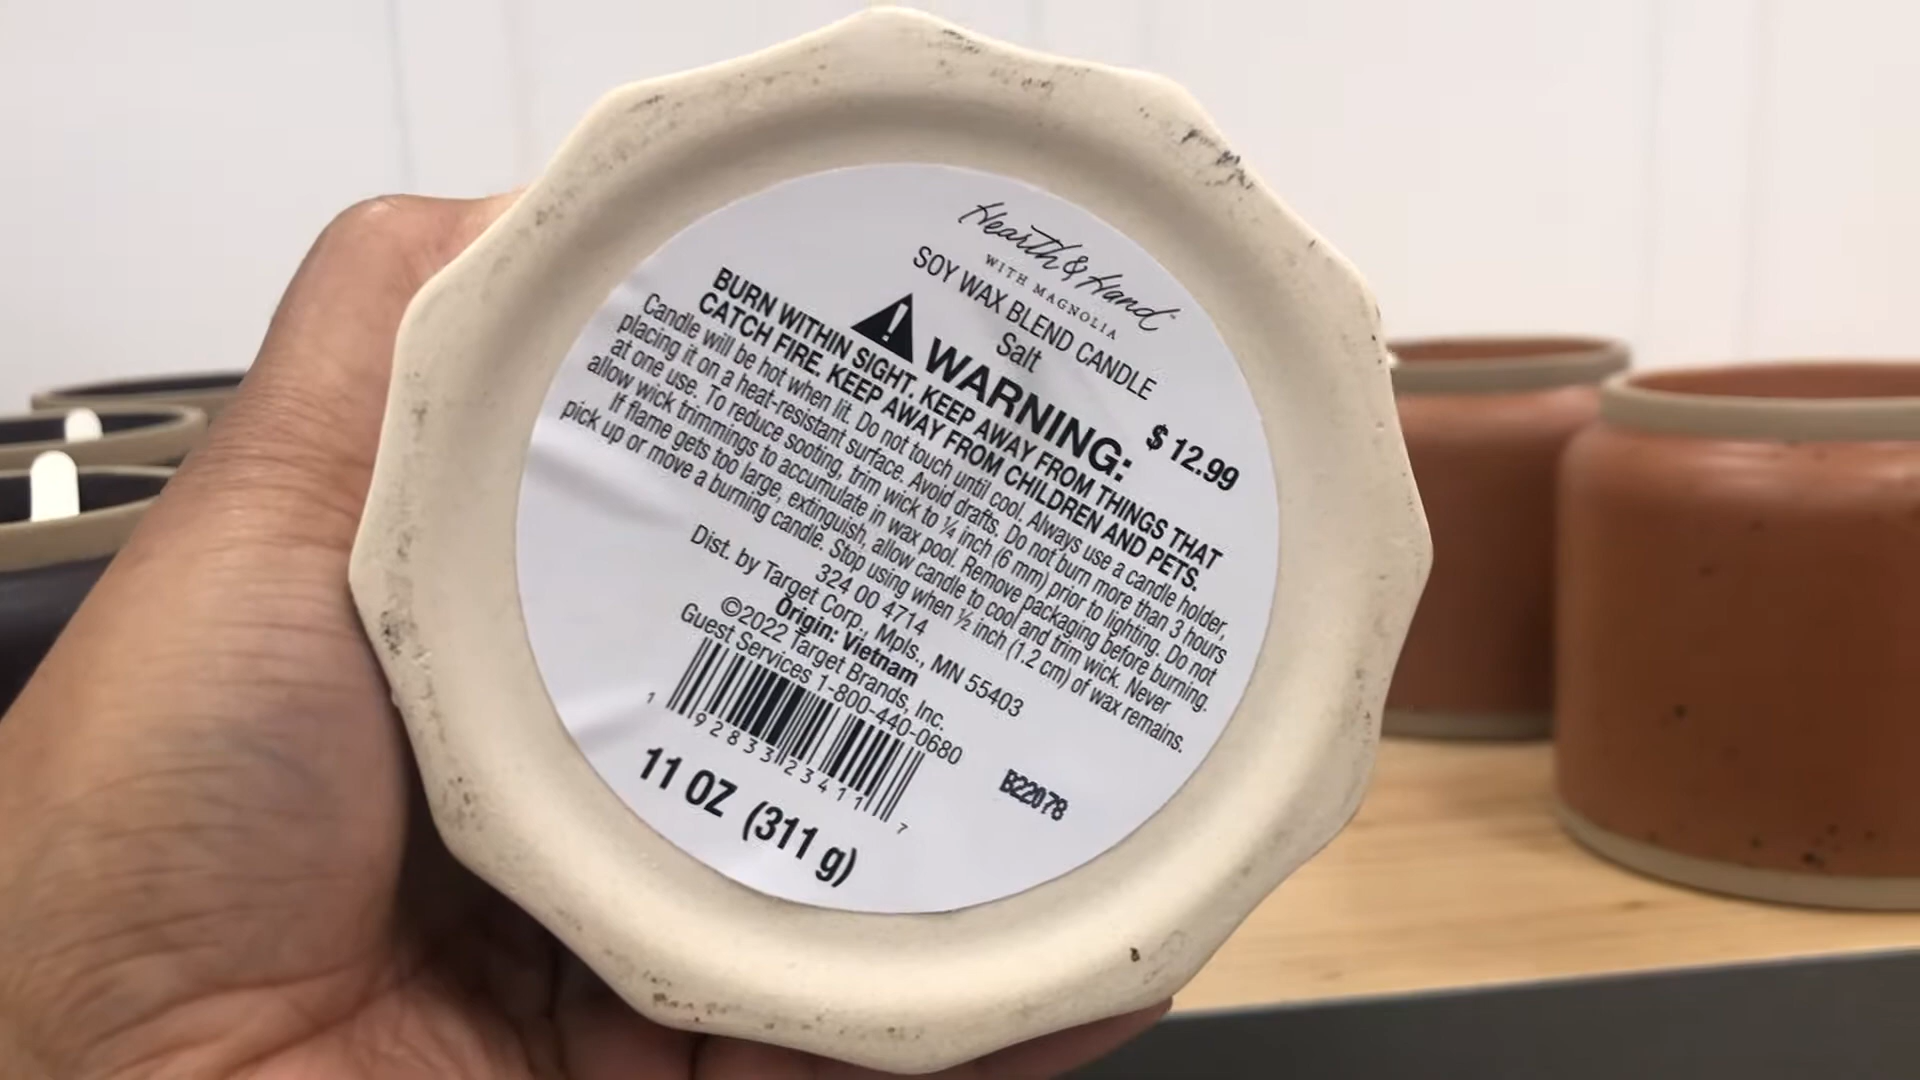 Hearth & Hand
WITH MAGNOLIA
SOY WAX BLEND CANDLE
Salt
$ 12.99
WARNING:
BURN WITHIN SIGHT. KEEP AWAY FROM THINGS THAT
CATCH FIRE. KEEP AWAY FROM CHILDREN AND PETS.
Candle will be hot when lit. Do not touch until cool. Always use a candle holder,
placing it on a heat-resistant surface. Avoid drafts. Do not burn more than 3 hours
at one use. To reduce sooting, trim wick to ¼ inch (6 mm) prior to lighting. Do not
allow wick trimmings to accumulate in wax pool. Remove packaging before burning.
If flame gets too large, extinguish, allow candle to cool and trim wick. Never
pick up or move a burning candle. Stop using when ½ inch (1.2 cm) of wax remains.
324 00 4714
Dist. by Target Corp., Mpls., MN 55403
Origin: Vietnam
©2022 Target Brands, Inc.
Guest Services 1-800-440-0680
1 92833 23411 7
B22078
11 OZ (311 g)